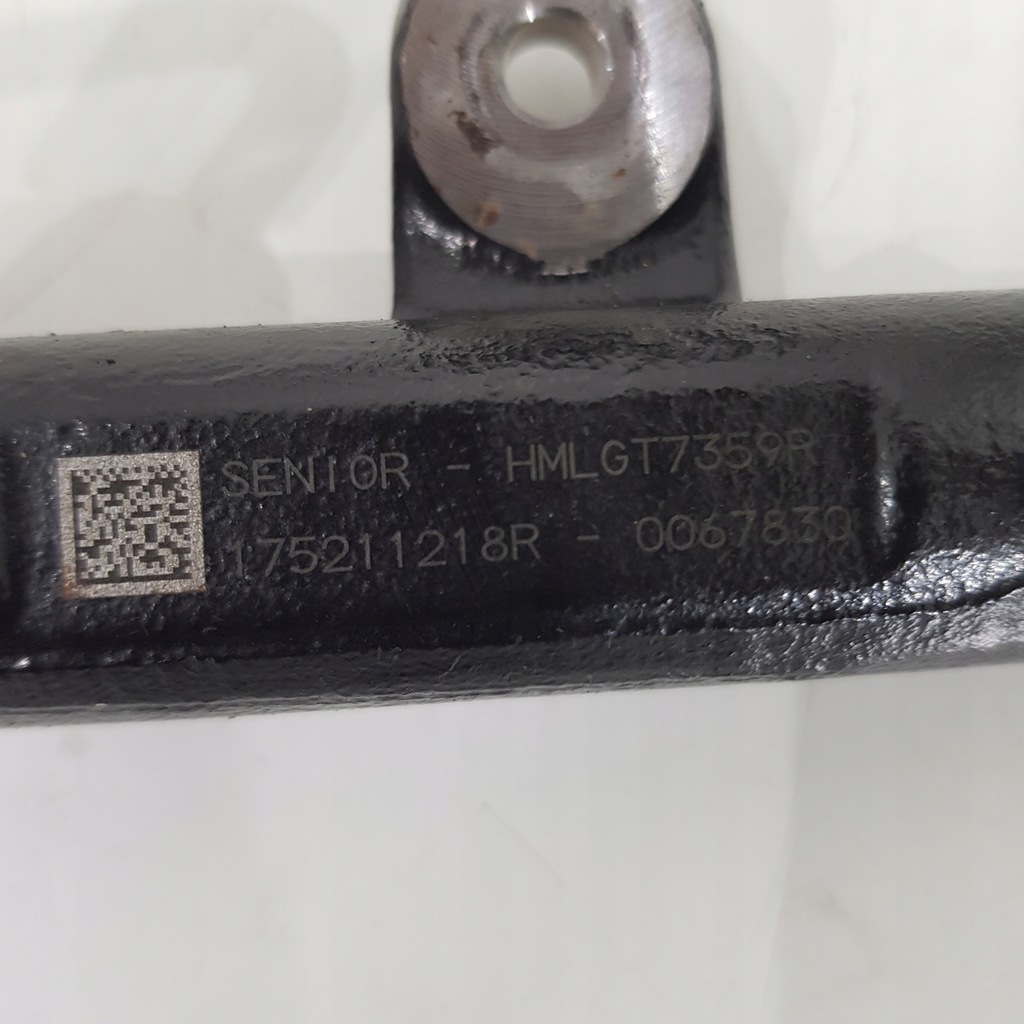 SENIOR - HMLGT7359R
175211218R - 0067830